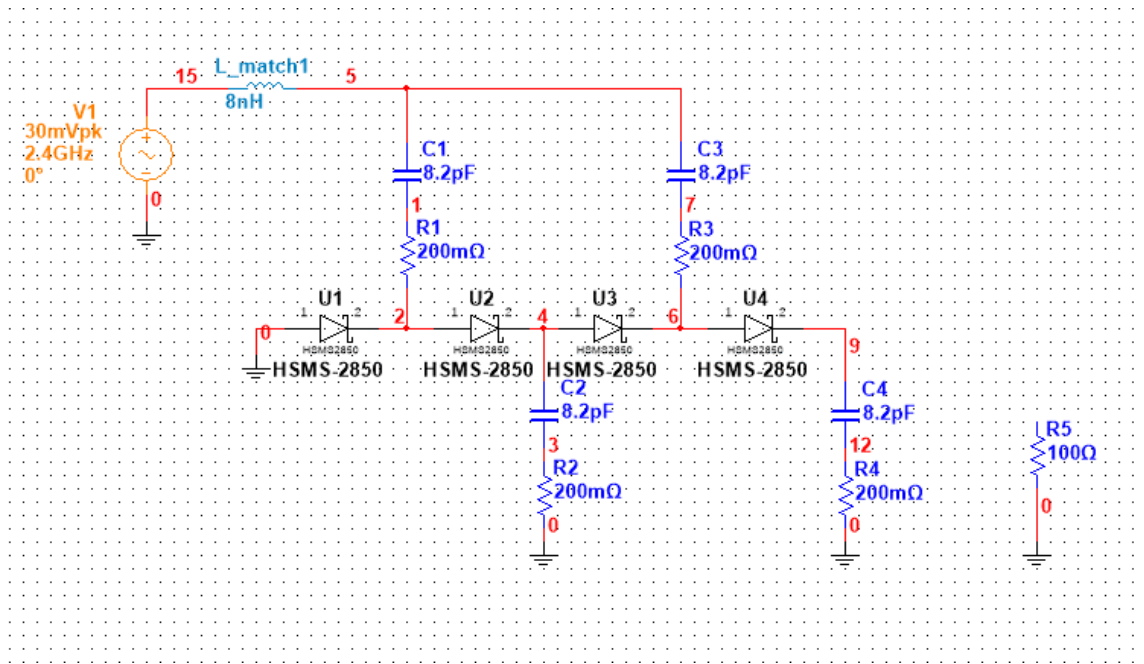 15
L_match1
5
8nH
V1
30mVpk
2.4GHz
0°
0
C1
8.2pF
1
R1
200mΩ
C3
8.2pF
7
R3
200mΩ
U1
1
2
HSMS2850
HSMS-2850
0
2
U2
1
2
HSMS2850
HSMS-2850
4
U3
1
2
HSMS2850
HSMS-2850
6
U4
1
2
HSMS2850
HSMS-2850
9
C2
8.2pF
3
R2
200mΩ
0
C4
8.2pF
12
R4
200mΩ
0
R5
100Ω
0